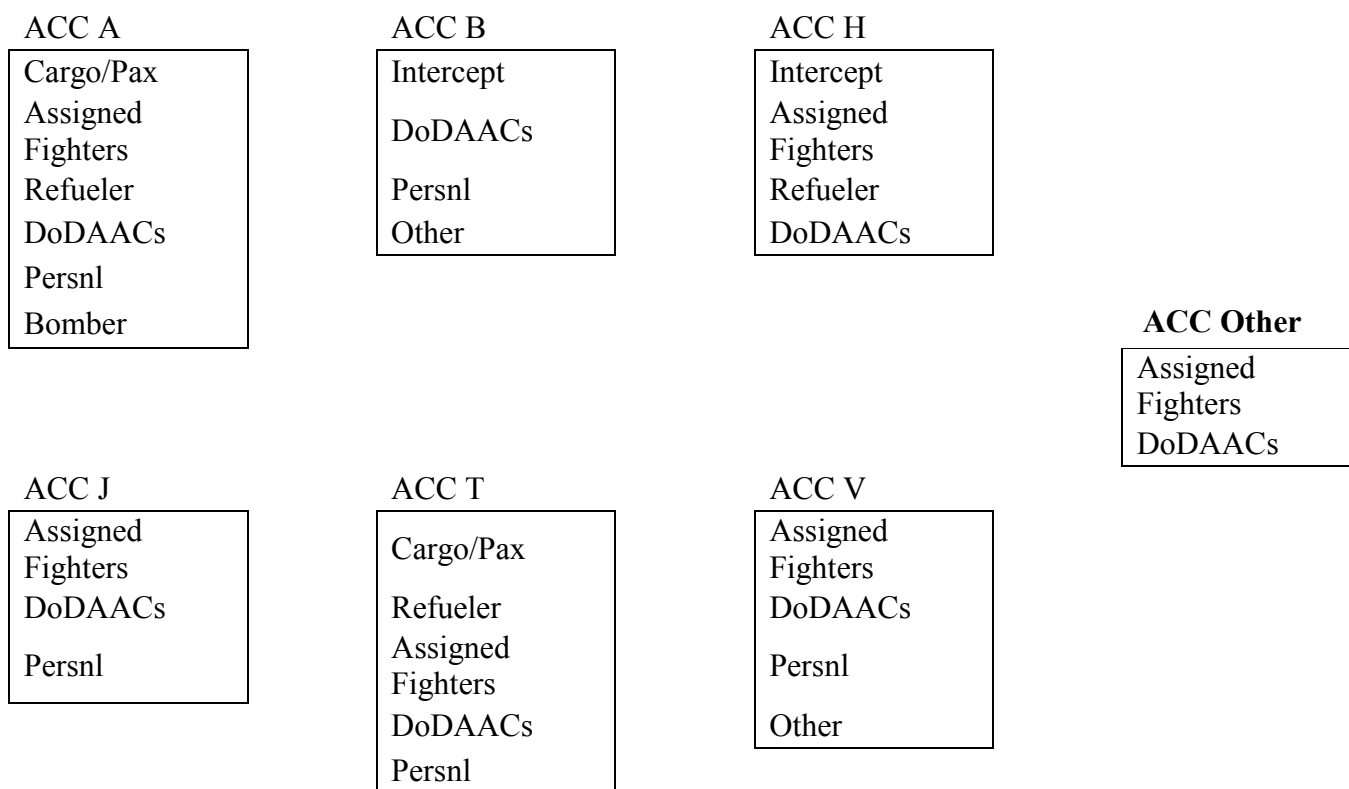 ACC A
Cargo/Pax
Assigned
Fighters
Refueler
DoDAACs
Persnl
Bomber
ACC B
Intercept
DoDAACs
Persnl
Other
ACC H
Intercept
Assigned
Fighters
Refueler
DoDAACs
ACC Other
Assigned
Fighters
DoDAACs
ACC J
Assigned
Fighters
DoDAACs
Persnl
ACC T
Cargo/Pax
Refueler
Assigned
Fighters
DoDAACs
Persnl
ACC V
Assigned
Fighters
DoDAACs
Persnl
Other